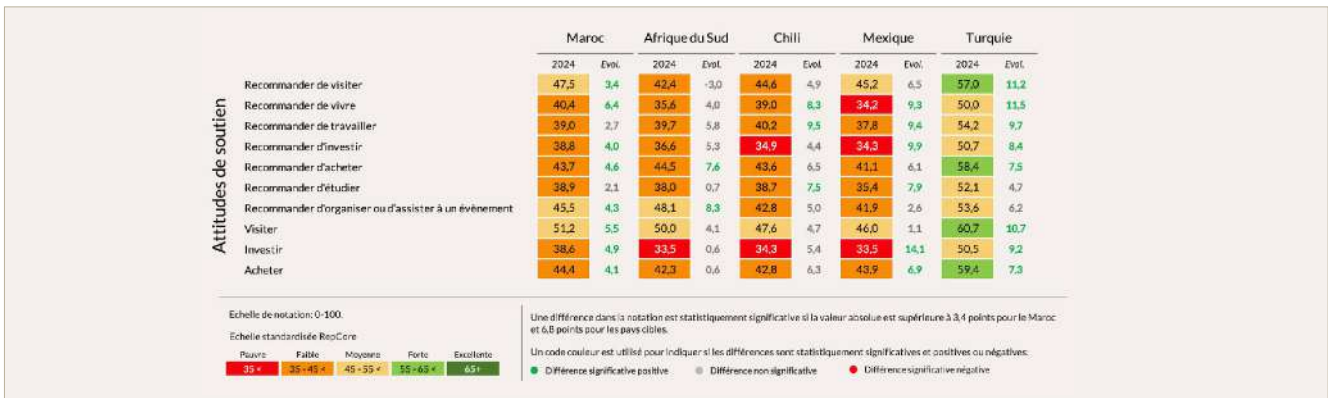 Maroc Afrique du Sud Chili Mexique Turquie
2024 Evol. 2024 Evol. 2024 Evol. 2024 Evol. 2024 Evol.
Attitudes de soutien
Recommander de visiter 47,5 3,4 42,4 -3,0 44,6 4,9 45,2 6,5 57,0 11,2
Recommander de vivre 40,4 6,4 35,6 4,0 39,0 8,3 34,2 9,3 50,0 11,5
Recommander de travailler 39,0 2,7 39,7 5,8 40,2 9,5 37,8 9,4 54,2 9,7
Recommander d'investir 38,8 4,0 36,6 5,3 34,9 4,4 34,3 9,9 50,7 8,4
Recommander d'acheter 43,7 4,6 44,5 7,6 43,6 6,5 41,1 6,1 58,4 7,5
Recommander d'étudier 38,9 2,1 38,0 0,7 38,7 7,5 35,4 7,9 52,1 4,7
Recommander d'organiser ou d'assister à un évènement 45,5 4,3 48,1 8,3 42,8 5,0 41,9 2,6 53,6 6,2
Visiter 51,2 5,5 50,0 4,1 47,6 4,7 46,0 1,1 60,7 10,7
Investir 38,6 4,9 33,5 0,6 34,3 5,4 33,5 14,1 50,5 9,2
Acheter 44,4 4,1 42,3 0,6 42,8 6,3 43,9 6,9 59,4 7,3
Echelle de notation: 0-100.
Echelle standardisée RepCore
Pauvre Faible Moyenne Forte Excellente
35 < 35 - 45 < 45 - 55 < 55 - 65 < 65+
Une différence dans la notation est statistiquement significative si la valeur absolue est supérieure à 3,4 points pour le Maroc
et 6,8 points pour les pays cibles.
Un code couleur est utilisé pour indiquer si les différences sont statistiquement significatives et positives ou négatives.
Différence significative positive Différence non significative Différence significative négative